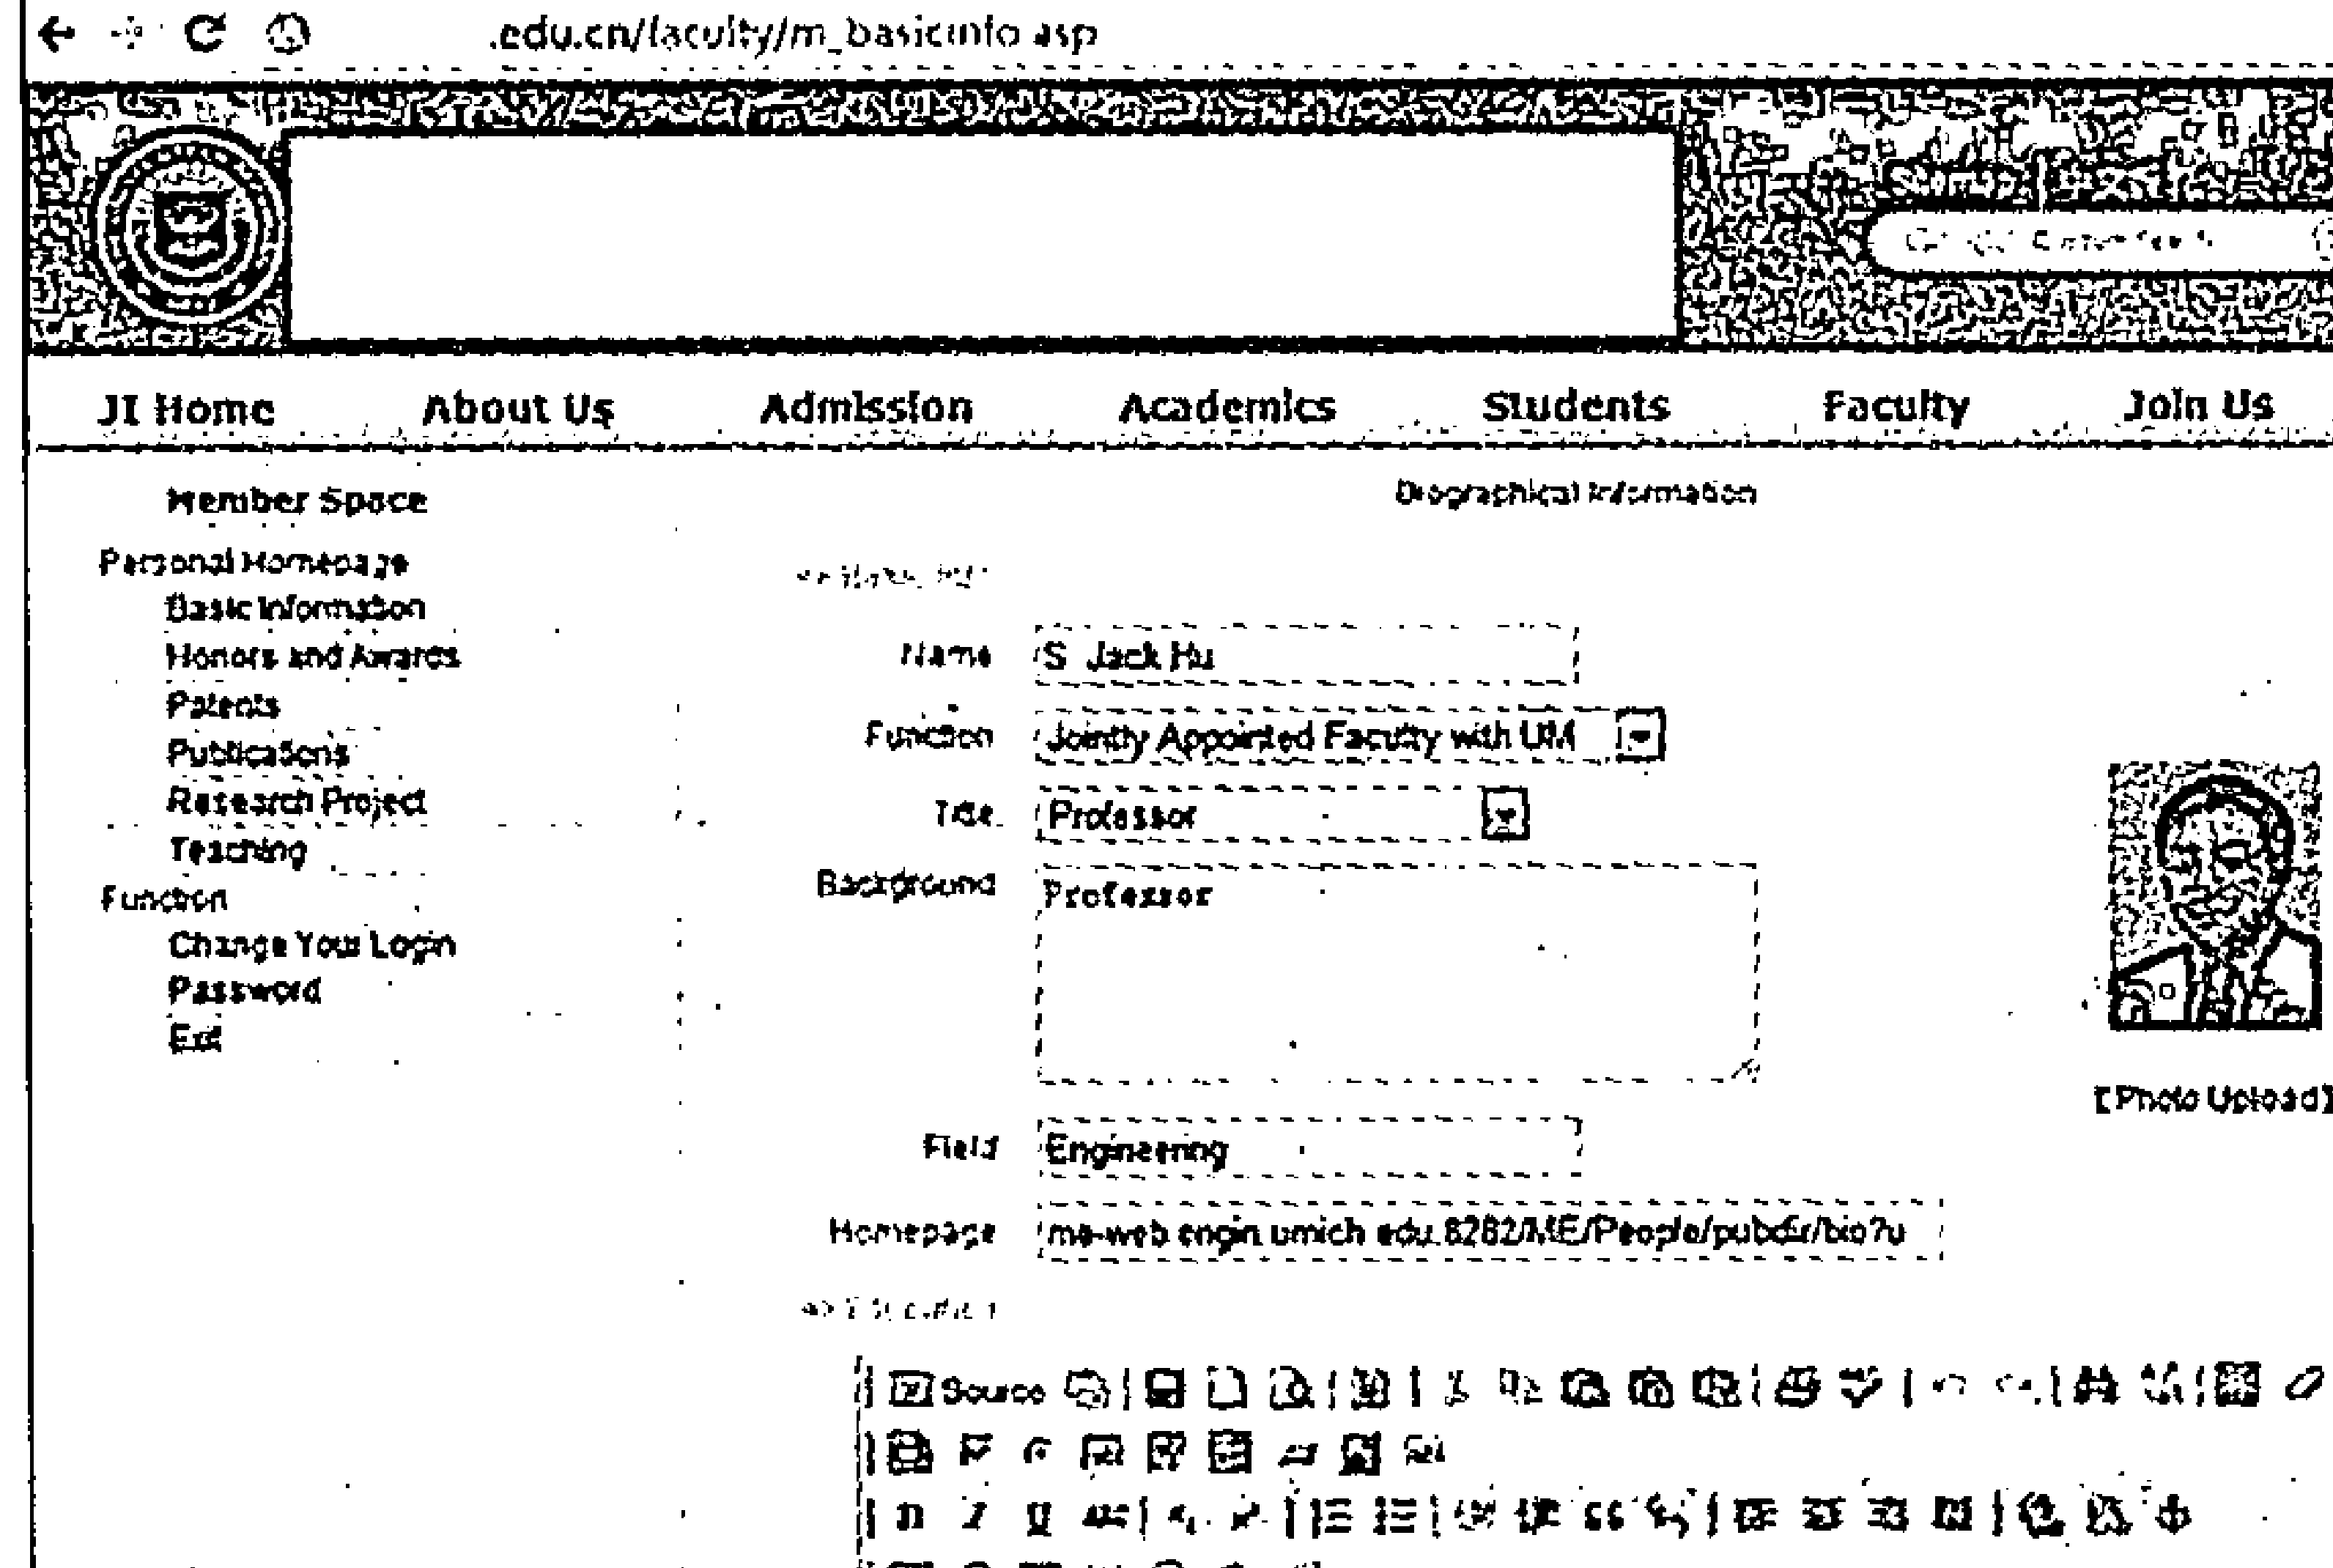 .edu.cn/faculty/m_basicinfo.asp
JI Home About Us Admission Academics Students Faculty Join Us
Member Space
Biographical Information
Personal Homepage
Basic Information
Honors and Awards
Patents
Publications
Research Project
Teaching
Function
Change Your Login
Password
Exit
Name S Jack Hu
Function Jointly Appointed Faculty with UM
Title Professor
Background Professor
[Photo Upload]
Field Engineering
Homepage me-web.engin.umich.edu:8282/ME/People/pubdir/bio?u
Source